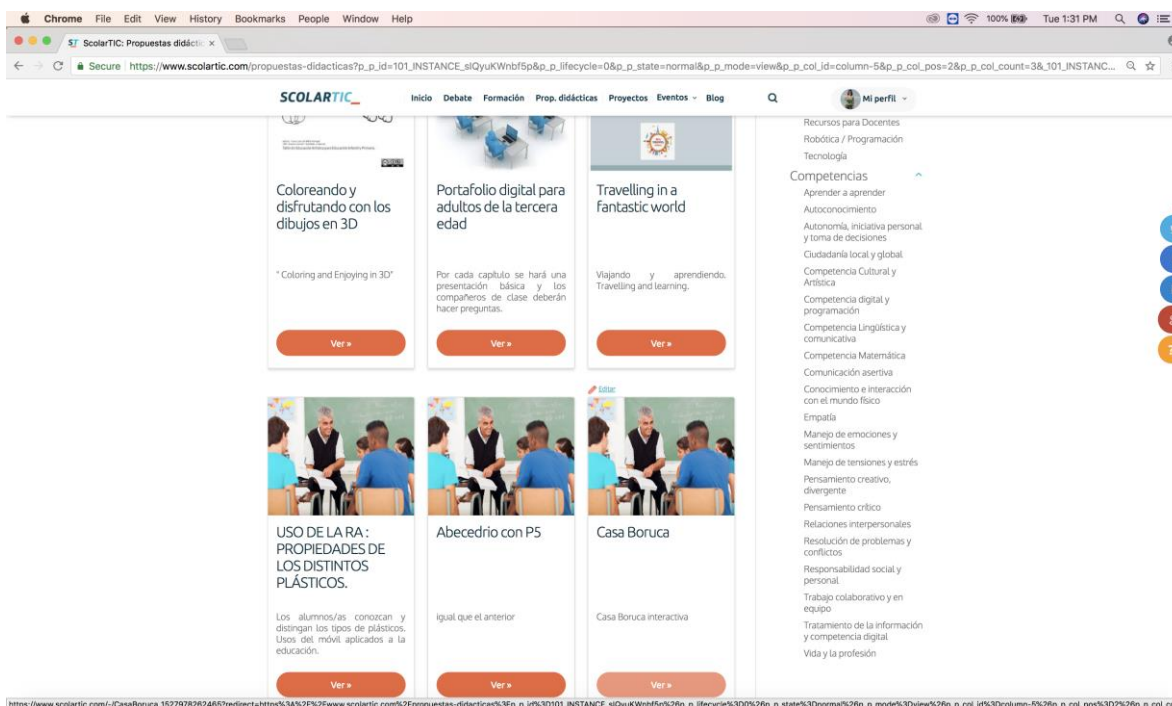 Chrome File Edit View History Bookmarks People Window Help
100% Tue 1:31 PM
ScolarTIC: Propuestas didáctic
Secure https://www.scolartic.com/propuestas-didacticas?p_p_id=101_INSTANCE_slQyuKWnbf5p&p_p_lifecycle=0&p_p_state=normal&p_p_mode=view&p_p_col_id=column-5&p_p_col_pos=2&p_p_col_count=3&_101_INSTANC...
SCOLARTIC_ Inicio Debate Formación Prop. didácticas Proyectos Eventos Blog Mi perfil
Coloreando y
disfrutando con los
dibujos en 3D
" Coloring and Enjoying in 3D"
Ver »
Portafolio digital para
adultos de la tercera
edad
Por cada capítulo se hará una
presentación básica y los
compañeros de clase deberán
hacer preguntas.
Ver »
Travelling in a
fantastic world
Viajando y aprendiendo.
Travelling and learning.
Ver »
USO DE LA RA :
PROPIEDADES DE
LOS DISTINTOS
PLÁSTICOS.
Los alumnos/as conozcan y
distingan los tipos de plásticos.
Usos del móvil aplicados a la
educación.
Ver »
Abecedrio con P5
igual que el anterior
Ver »
Editar
Casa Boruca
Casa Boruca interactiva
Ver »
Recursos para Docentes
Robótica / Programación
Tecnología
Competencias
Aprender a aprender
Autoconocimiento
Autonomía, iniciativa personal
y toma de decisiones
Ciudadanía local y global
Competencia Cultural y
Artística
Competencia digital y
programación
Competencia Lingüística y
comunicativa
Competencia Matemática
Comunicación asertiva
Conocimiento e interacción
con el mundo físico
Empatía
Manejo de emociones y
sentimientos
Manejo de tensiones y estrés
Pensamiento creativo,
divergente
Pensamiento crítico
Relaciones interpersonales
Resolución de problemas y
conflictos
Responsabilidad social y
personal
Trabajo colaborativo y en
equipo
Tratamiento de la información
y competencia digital
Vida y la profesión